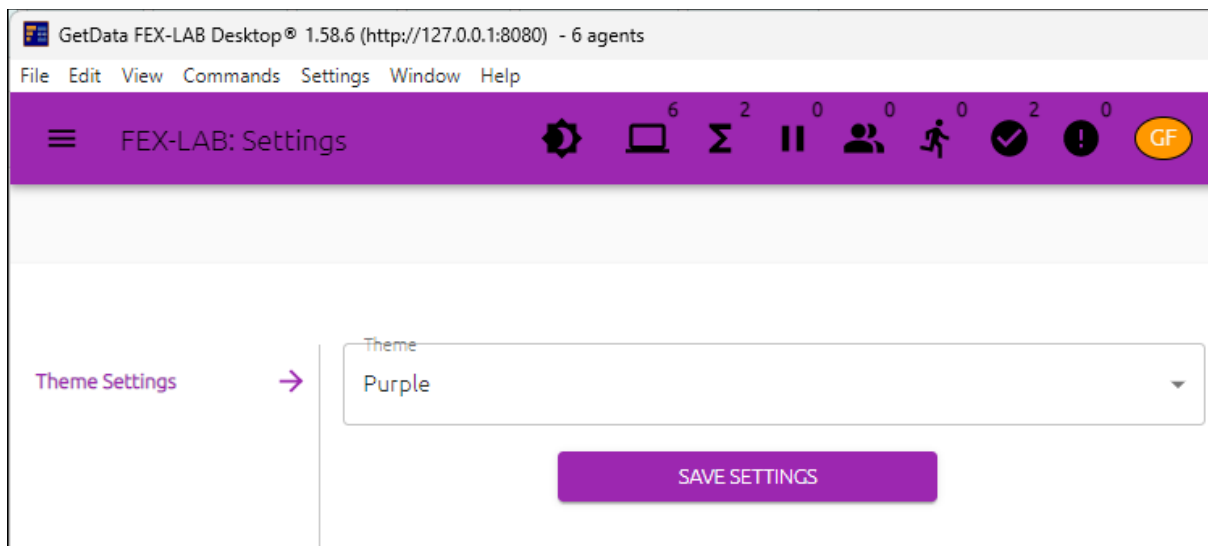 GetData FEX-LAB Desktop® 1.58.6 (http://127.0.0.1:8080) - 6 agents
File Edit View Commands Settings Window Help
FEX-LAB: Settings 6 2 0 0 0 2 0 GF
Theme
Theme Settings Purple
SAVE SETTINGS